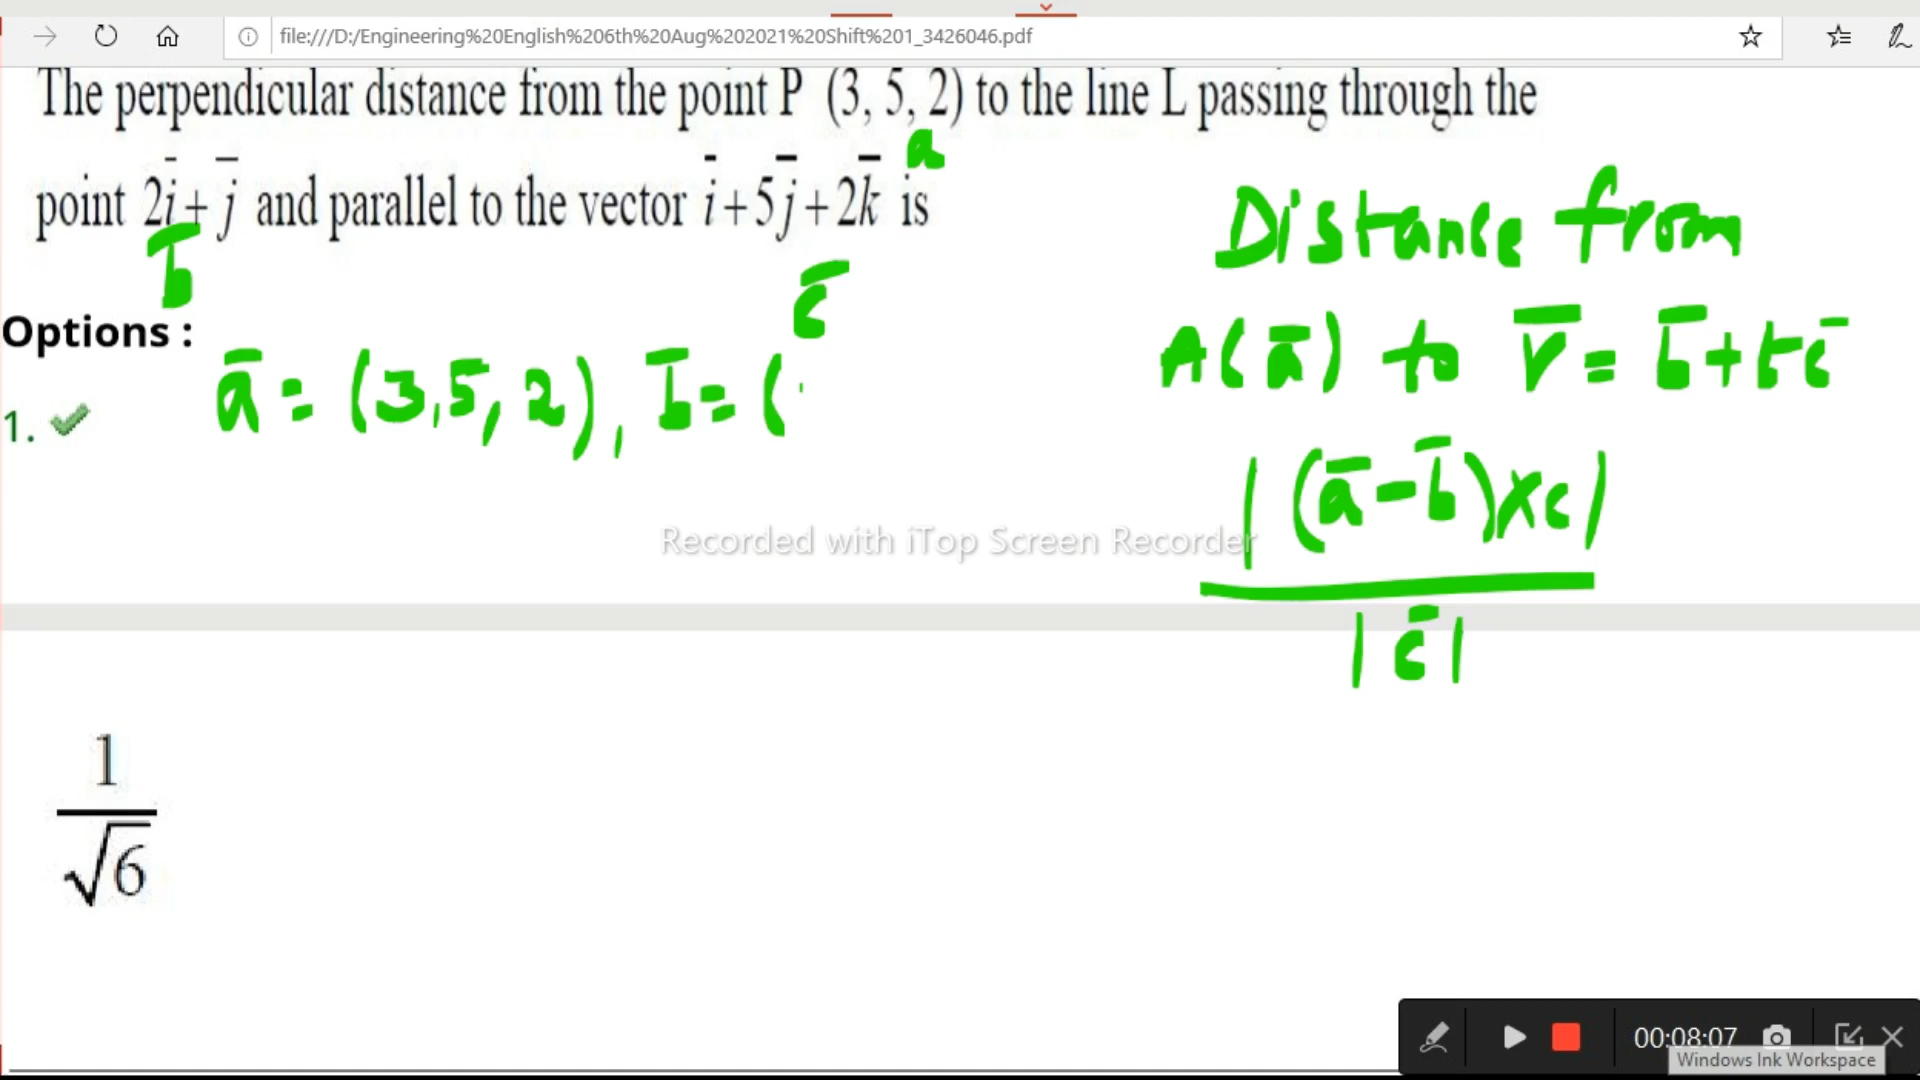 file:///D:/Engineering%20English%206th%20Aug%202021%20Shift%201_3426046.pdf
The perpendicular distance from the point P (3, 5, 2) to the line L passing through the
a
point 2i̅ + j̅ and parallel to the vector i̅ + 5j̅ + 2k̅ is
b̅
c̅
Distance from
A(a̅) to r̅ = b̅ + tc̅
Options :
a̅ = (3,5,2), b̅ = (
1.
|(a̅ - b̅)×c|
Recorded with iTop Screen Recorder
|c̅|
1
√6
00:08:07
Windows Ink Workspace